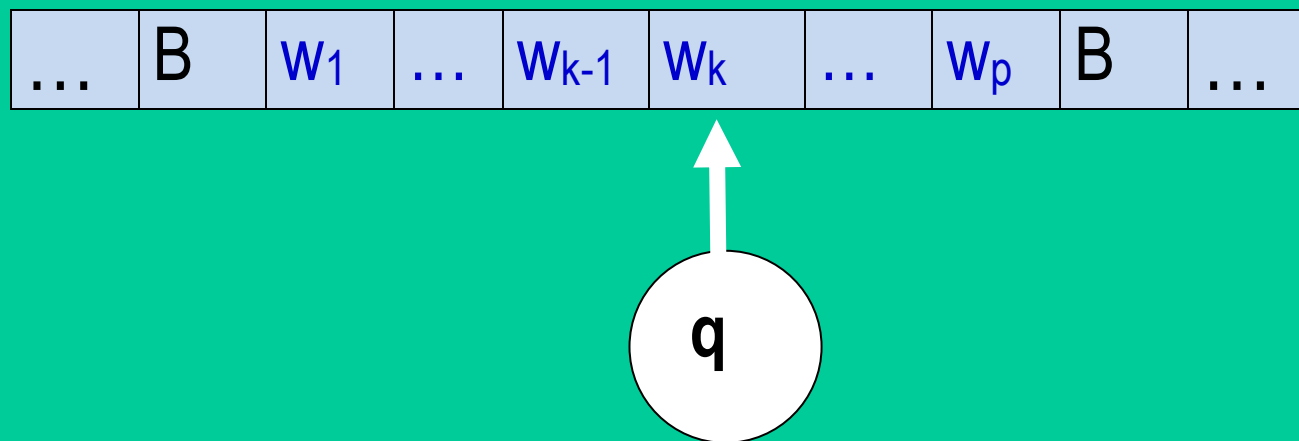 … B w₁ … wₖ₋₁ wₖ … wₚ B …
q